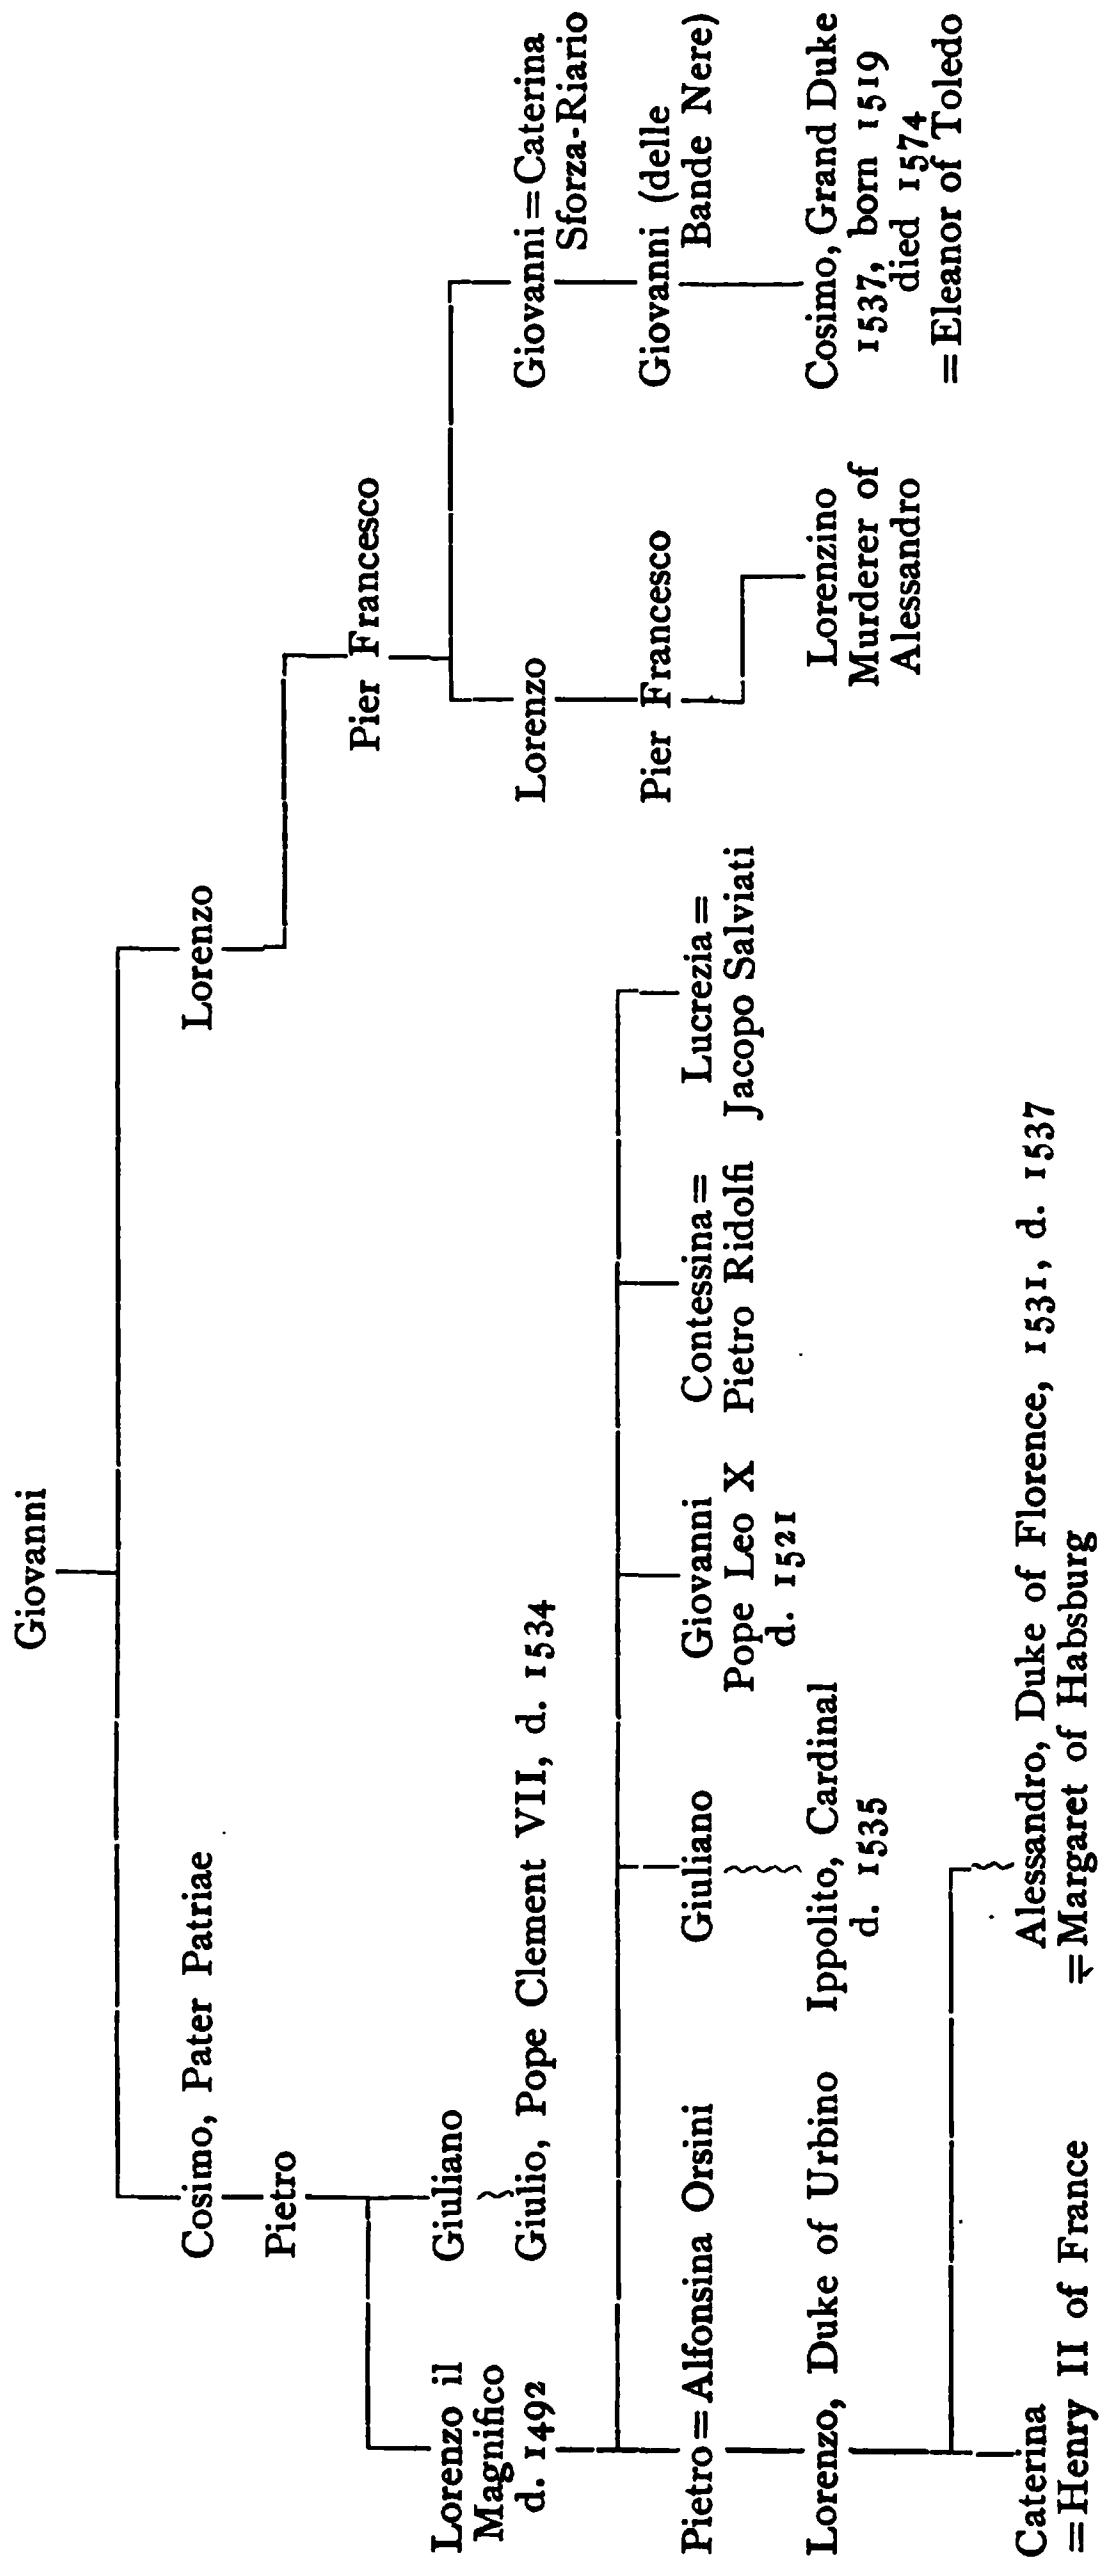 Giovanni
Cosimo, Pater Patriae
Lorenzo
Pietro
Pier Francesco
Lorenzo il
Magnifico
d. 1492
Giuliano
Giulio, Pope Clement VII, d. 1534
Lorenzo
Giovanni=Caterina
Sforza-Riario
Pietro=Alfonsina Orsini
Giuliano
Giovanni
Pope Leo X
d. 1521
Contessina=
Pietro Ridolfi
Lucrezia=
Jacopo Salviati
Pier Francesco
Giovanni (delle
Bande Nere)
Lorenzo, Duke of Urbino
Ippolito, Cardinal
d. 1535
Lorenzino
Murderer of
Alessandro
Cosimo, Grand Duke
1537, born 1519
died 1574
=Eleanor of Toledo
Caterina
=Henry II of France
Alessandro, Duke of Florence, 1531, d. 1537
=Margaret of Habsburg